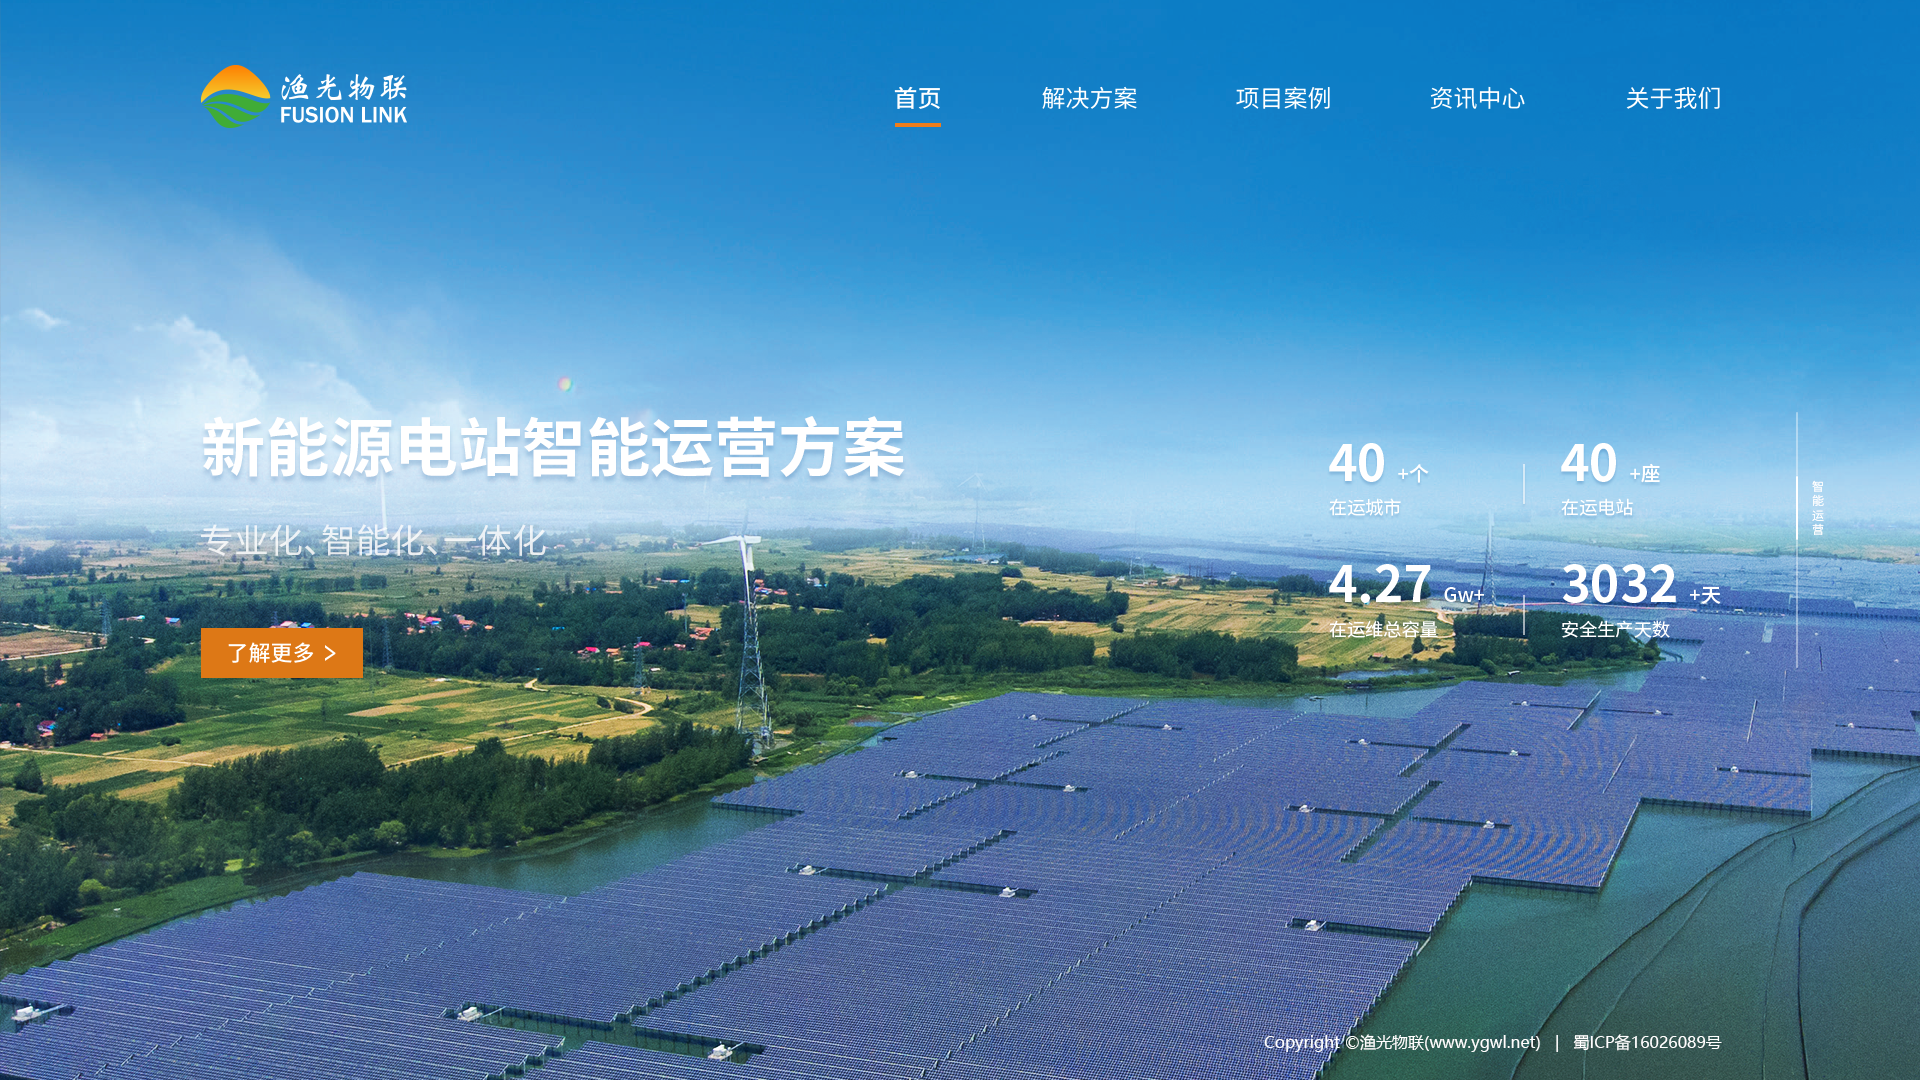 渔光物联
FUSION LINK
首页
解决方案
项目案例
资讯中心
关于我们
新能源电站智能运营方案
专业化、智能化、一体化
了解更多 >
40 +个
在运城市
40 +座
在运电站
4.27 Gw+
在运维总容量
3032 +天
安全生产天数
智能运营
Copyright ©渔光物联(www.ygwl.net) | 蜀ICP备16026089号